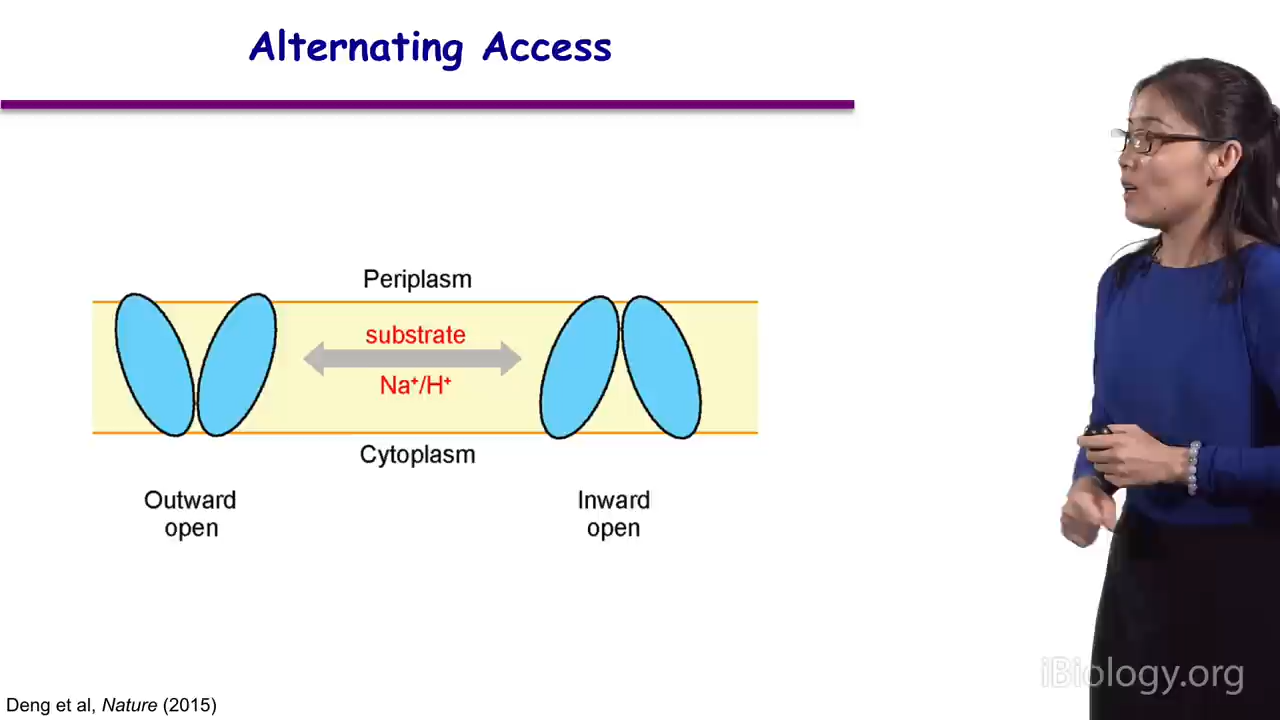 Alternating Access
Periplasm
substrate
Na⁺/H⁺
Cytoplasm
Outward
open
Inward
open
iBiology.org
Deng et al, Nature (2015)